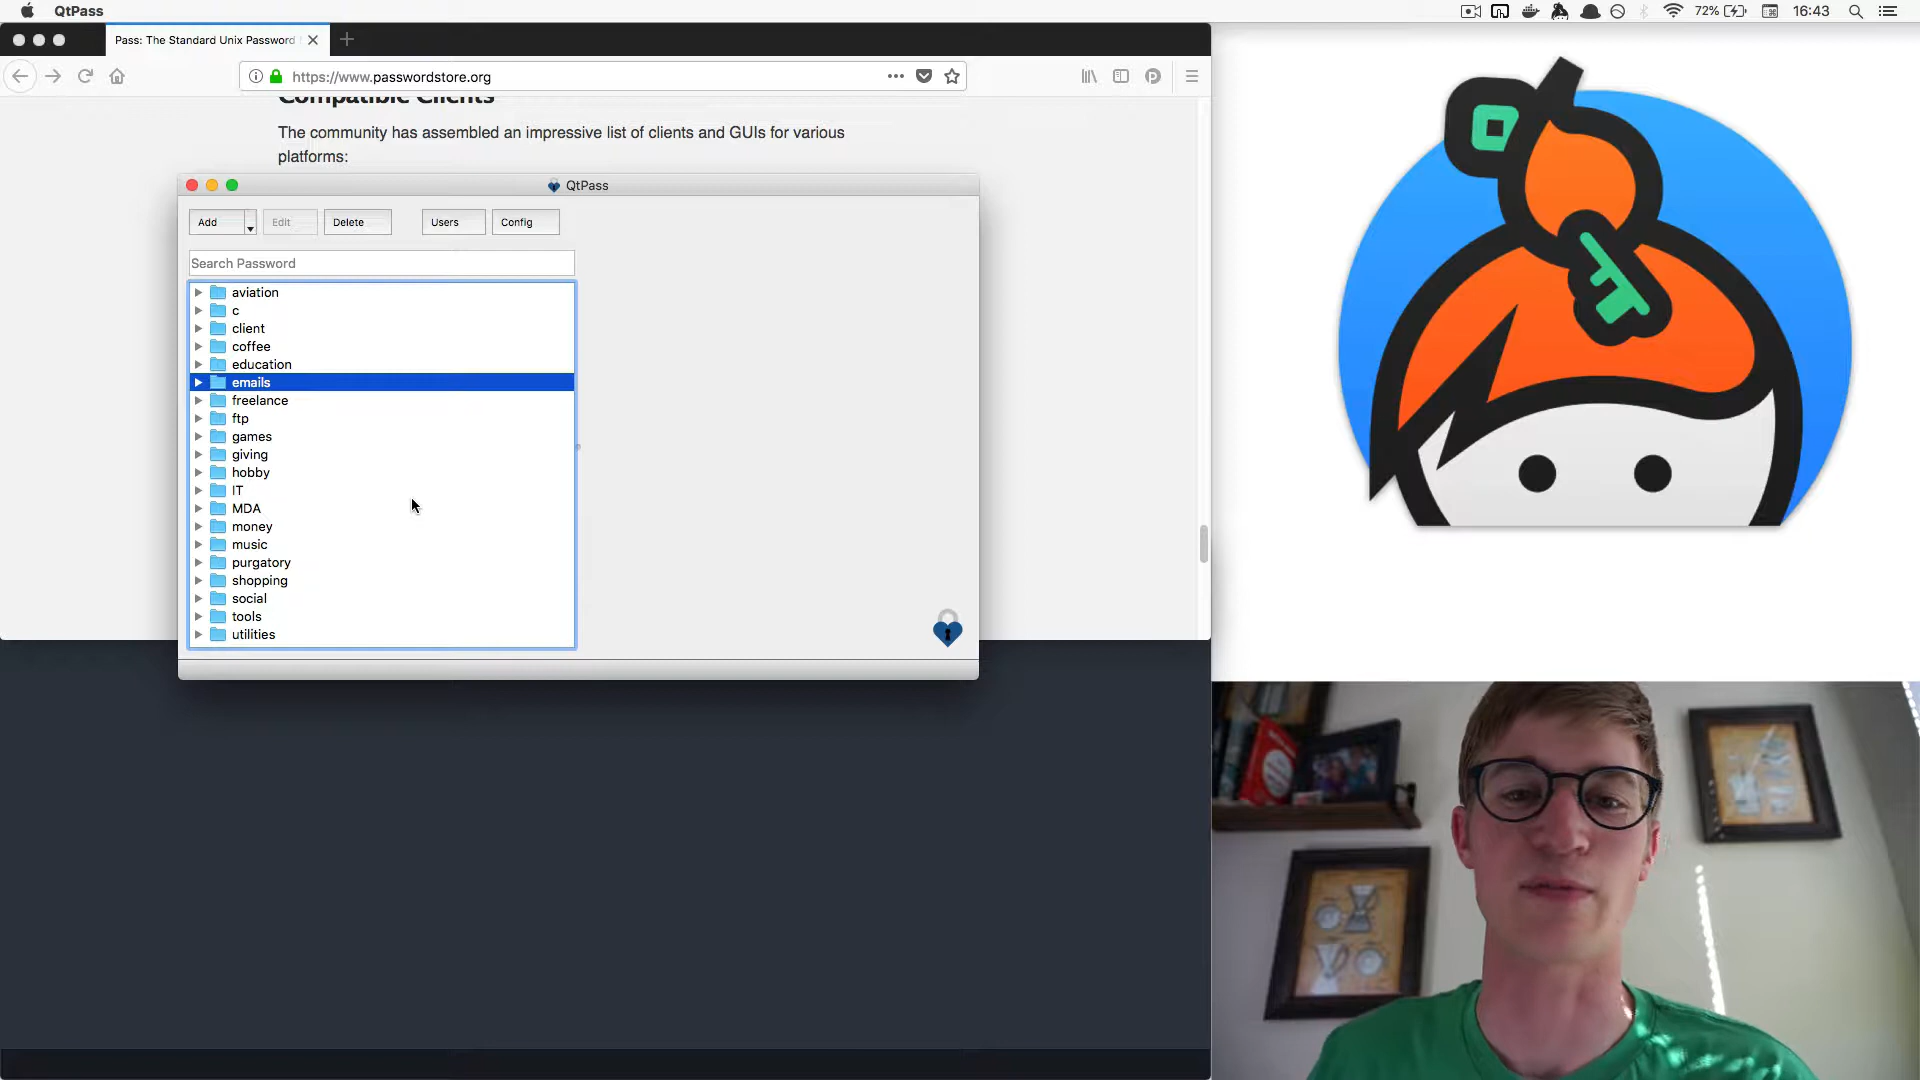 QtPass
72%
16:43
Pass: The Standard Unix Password
https://www.passwordstore.org
Compatible Clients
The community has assembled an impressive list of clients and GUIs for various
platforms:
QtPass
Add
Edit
Delete
Users
Config
Search Password
aviation
c
client
coffee
education
emails
freelance
ftp
games
giving
hobby
IT
MDA
money
music
purgatory
shopping
social
tools
utilities